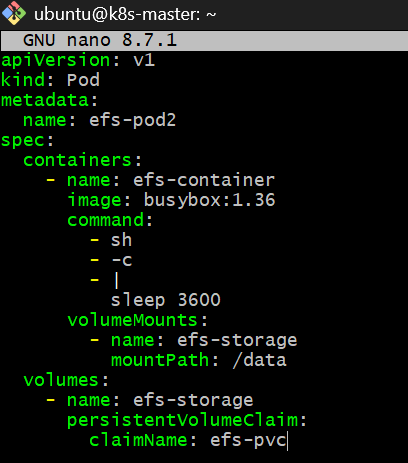 ubuntu@k8s-master: ~
GNU nano 8.7.1
apiVersion: v1
kind: Pod
metadata:
  name: efs-pod2
spec:
  containers:
    - name: efs-container
      image: busybox:1.36
      command:
        - sh
        - -c
        - |
          sleep 3600
      volumeMounts:
        - name: efs-storage
          mountPath: /data
  volumes:
    - name: efs-storage
      persistentVolumeClaim:
        claimName: efs-pvc